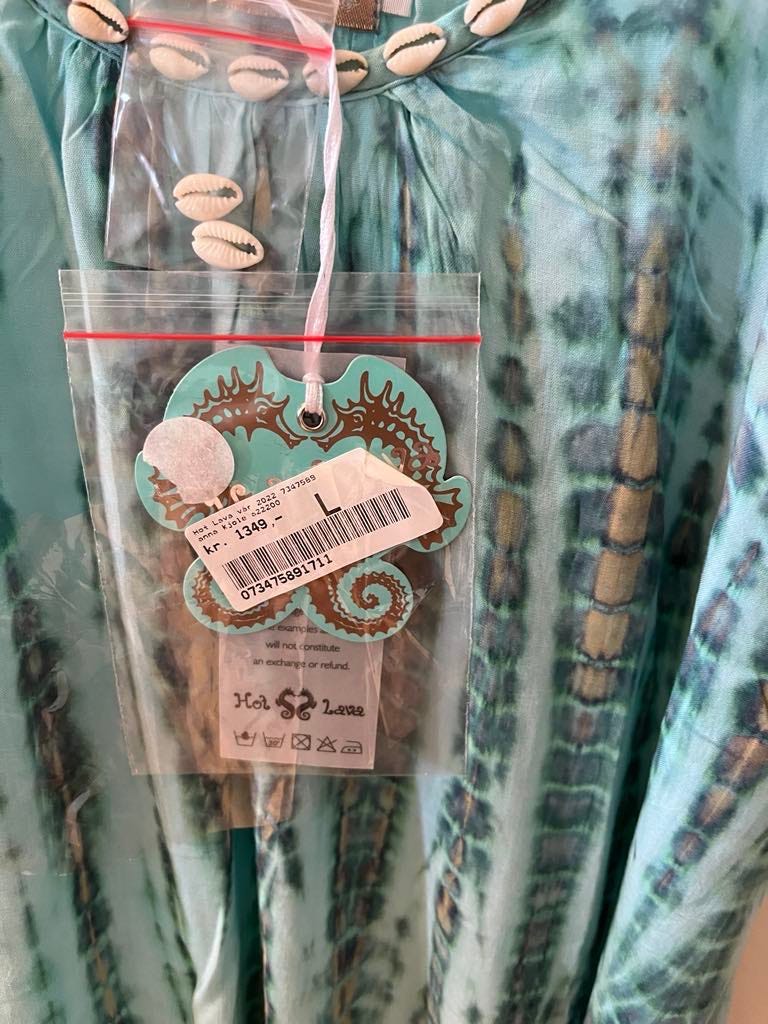 Hot Lava vår 2022 7347589
anna kjole s22200
L
kr. 1349,-
073475891711
examples
will not constitute
an exchange or refund.
Hot Lava
30°